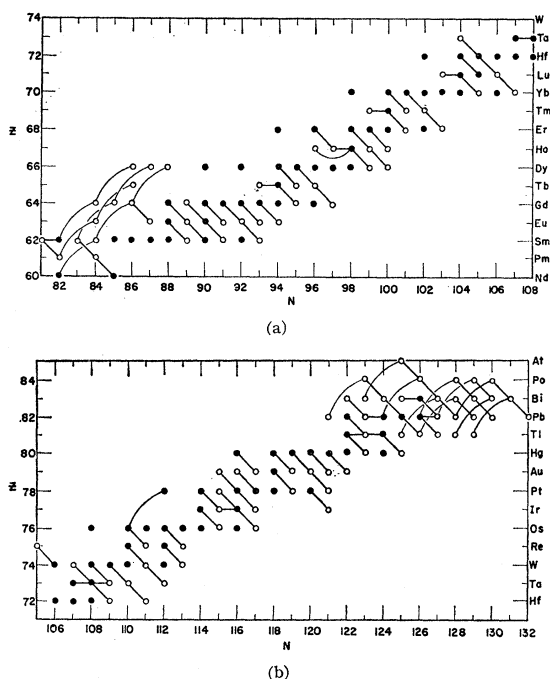 W
74
Ta
72
Hf
Lu
70
Yb
Tm
68
Er
Z
Ho
66
Dy
Tb
64
Gd
Eu
62
Sm
Pm
60
Nd
82 84 86 88 90 92 94 96 98 100 102 104 106 108
N
(a)
At
84
Po
Bi
82
Pb
Tl
80
Hg
Z
Au
78
Pt
Ir
76
Os
Re
74
W
Ta
72
Hf
106 108 110 112 114 116 118 120 122 124 126 128 130 132
N
(b)